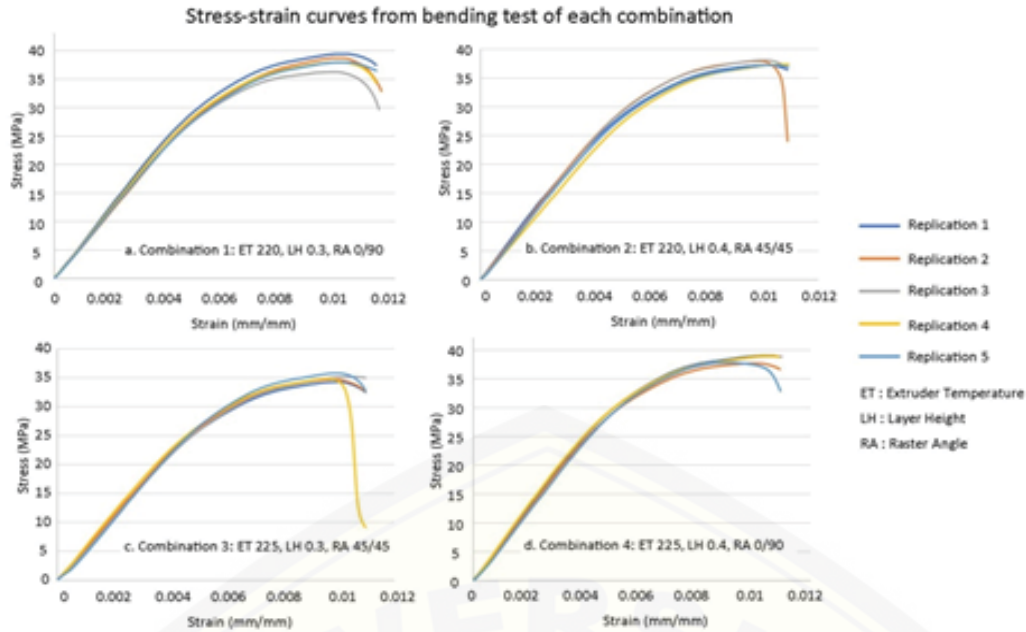 Stress-strain curves from bending test of each combination
Stress (MPa)
40
35
30
25
20
15
10
5
0
a. Combination 1: ET 220, LH 0.3, RA 0/90
0 0.002 0.004 0.006 0.008 0.01 0.012
Strain (mm/mm)
Stress (MPa)
40
35
30
25
20
15
10
5
0
b. Combination 2: ET 220, LH 0.4, RA 45/45
0 0.002 0.004 0.006 0.008 0.01 0.012
Strain (mm/mm)
Replication 1
Replication 2
Replication 3
Replication 4
Replication 5
ET : Extruder Temperature
LH : Layer Height
RA : Raster Angle
Stress (MPa)
40
35
30
25
20
15
10
5
0
c. Combination 3: ET 225, LH 0.3, RA 45/45
0 0.002 0.004 0.006 0.008 0.01 0.012
Strain (mm/mm)
Stress (MPa)
40
35
30
25
20
15
10
5
0
d. Combination 4: ET 225, LH 0.4, RA 0/90
0 0.002 0.004 0.006 0.008 0.01 0.012
Strain (mm/mm)